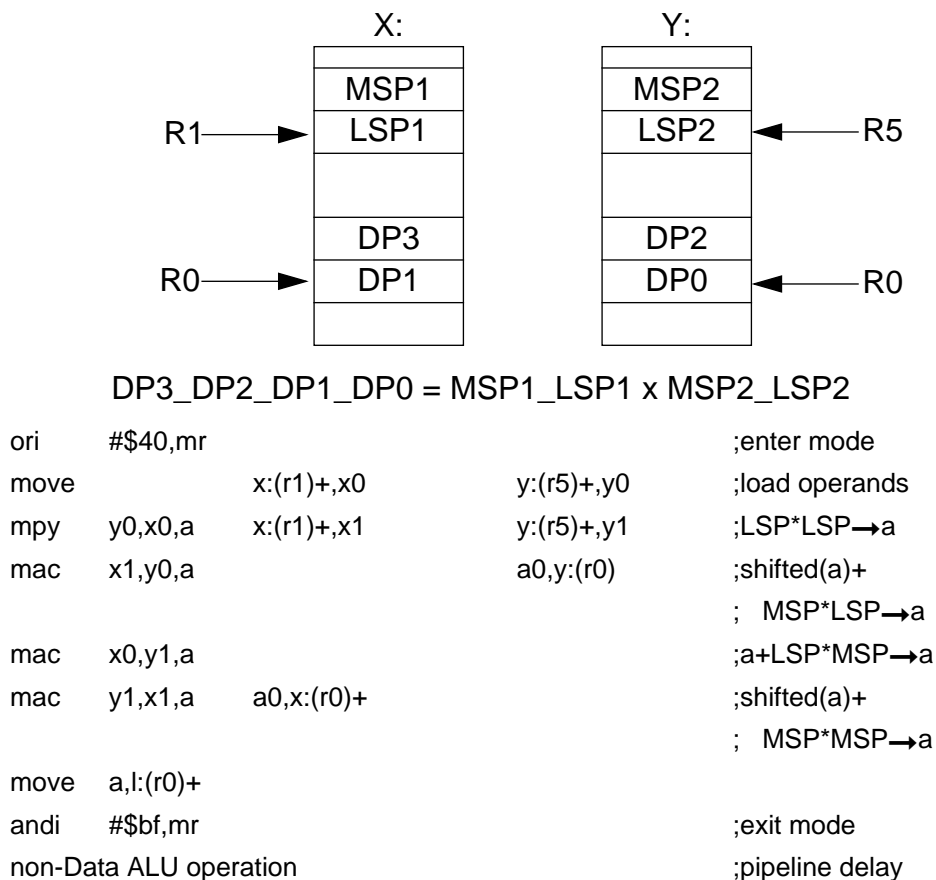 X: Y:
MSP1 MSP2
R1 LSP1 LSP2 R5
DP3 DP2
R0 DP1 DP0 R0
DP3_DP2_DP1_DP0 = MSP1_LSP1 x MSP2_LSP2
ori #$40,mr ;enter mode
move x:(r1)+,x0 y:(r5)+,y0 ;load operands
mpy y0,x0,a x:(r1)+,x1 y:(r5)+,y1 ;LSP*LSP→a
mac x1,y0,a a0,y:(r0) ;shifted(a)+
; MSP*LSP→a
mac x0,y1,a ;a+LSP*MSP→a
mac y1,x1,a a0,x:(r0)+ ;shifted(a)+
; MSP*MSP→a
move a,l:(r0)+
andi #$bf,mr ;exit mode
non-Data ALU operation ;pipeline delay